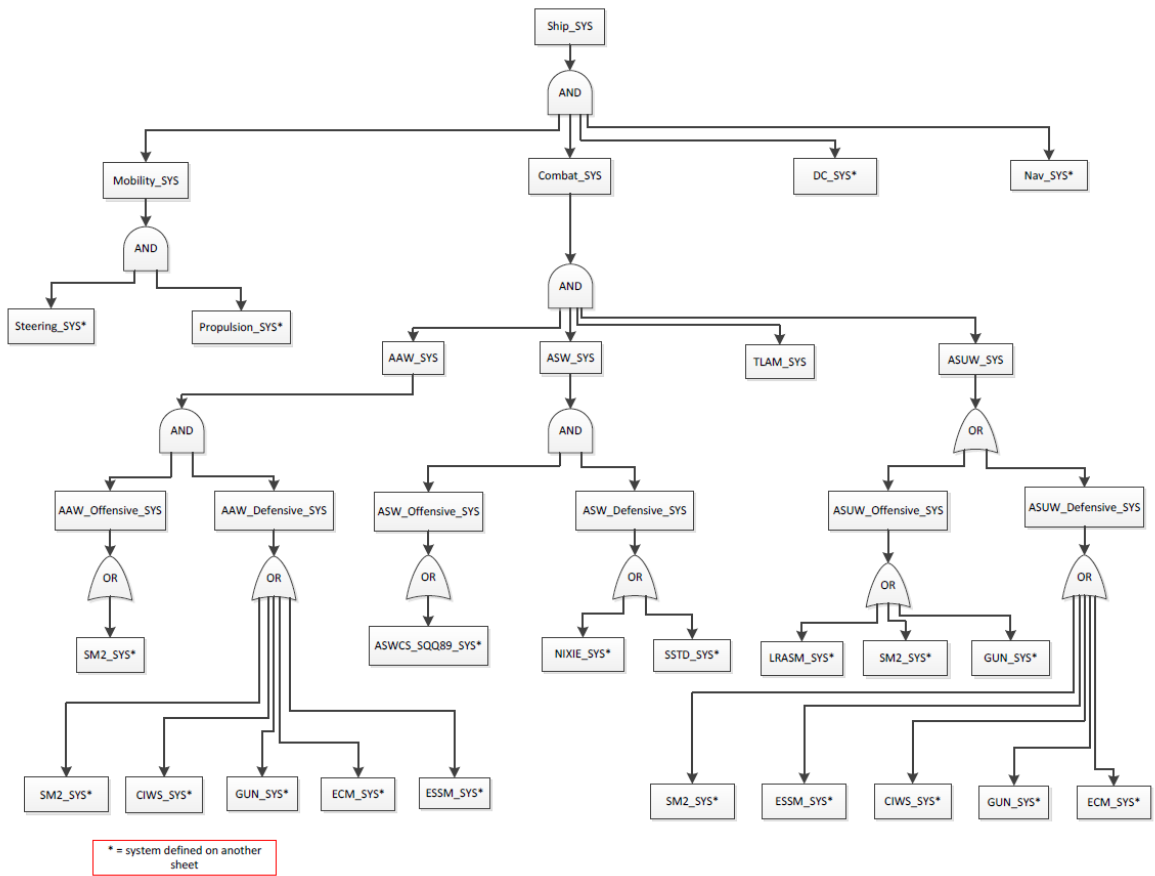 Ship_SYS
AND
Mobility_SYS
Combat_SYS
DC_SYS*
Nav_SYS*
AND
AND
Steering_SYS*
Propulsion_SYS*
AAW_SYS
ASW_SYS
TLAM_SYS
ASUW_SYS
AND
AND
OR
AAW_Offensive_SYS
AAW_Defensive_SYS
ASW_Offensive_SYS
ASW_Defensive_SYS
ASUW_Offensive_SYS
ASUW_Defensive_SYS
OR
OR
OR
OR
OR
OR
SM2_SYS*
ASWCS_SQQ89_SYS*
NIXIE_SYS*
SSTD_SYS*
LRASM_SYS*
SM2_SYS*
GUN_SYS*
SM2_SYS*
CIWS_SYS*
GUN_SYS*
ECM_SYS*
ESSM_SYS*
SM2_SYS*
ESSM_SYS*
CIWS_SYS*
GUN_SYS*
ECM_SYS*
* = system defined on another
sheet